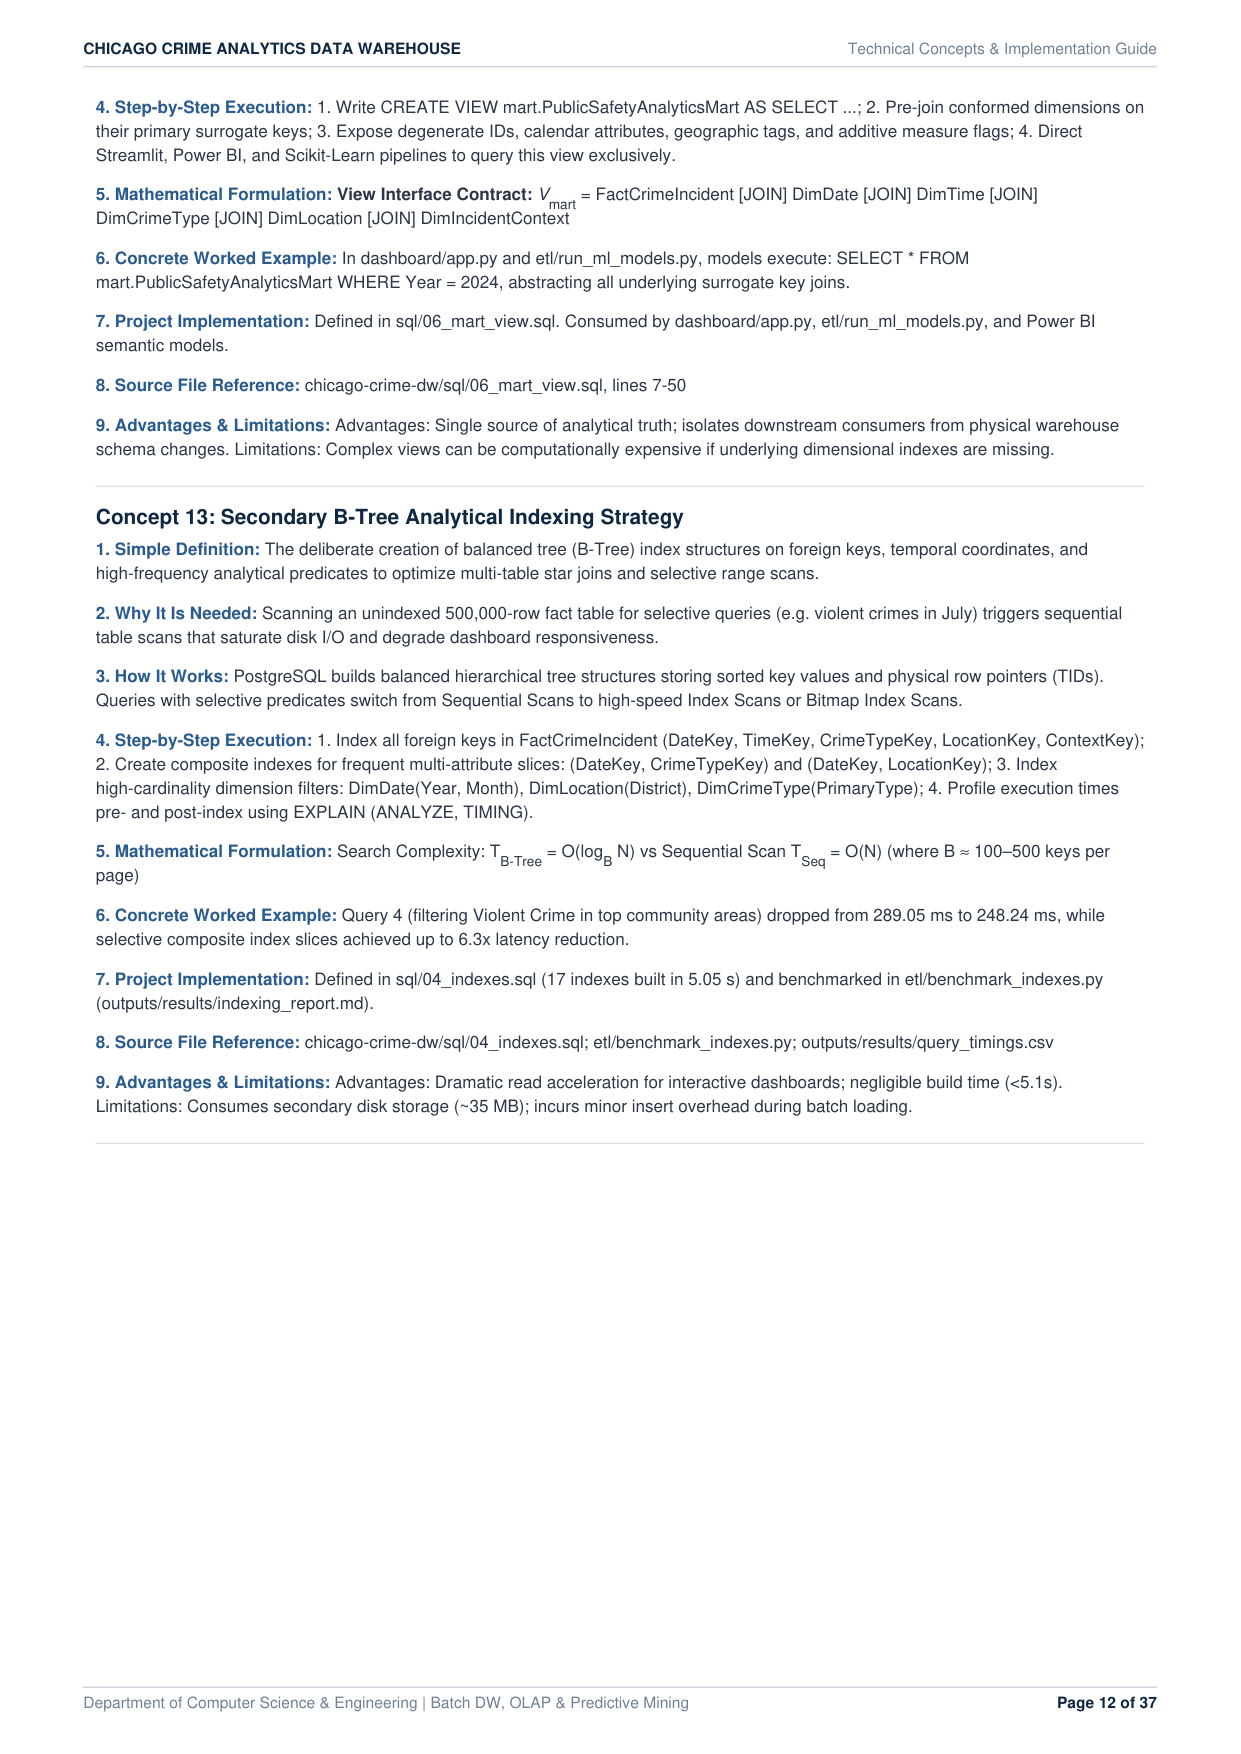 CHICAGO CRIME ANALYTICS DATA WAREHOUSE
Technical Concepts & Implementation Guide
4. Step-by-Step Execution: 1. Write CREATE VIEW mart.PublicSafetyAnalyticsMart AS SELECT ...; 2. Pre-join conformed dimensions on
their primary surrogate keys; 3. Expose degenerate IDs, calendar attributes, geographic tags, and additive measure flags; 4. Direct
Streamlit, Power BI, and Scikit-Learn pipelines to query this view exclusively.
5. Mathematical Formulation: View Interface Contract: V_mart = FactCrimeIncident [JOIN] DimDate [JOIN] DimTime [JOIN]
DimCrimeType [JOIN] DimLocation [JOIN] DimIncidentContext
6. Concrete Worked Example: In dashboard/app.py and etl/run_ml_models.py, models execute: SELECT * FROM
mart.PublicSafetyAnalyticsMart WHERE Year = 2024, abstracting all underlying surrogate key joins.
7. Project Implementation: Defined in sql/06_mart_view.sql. Consumed by dashboard/app.py, etl/run_ml_models.py, and Power BI
semantic models.
8. Source File Reference: chicago-crime-dw/sql/06_mart_view.sql, lines 7-50
9. Advantages & Limitations: Advantages: Single source of analytical truth; isolates downstream consumers from physical warehouse
schema changes. Limitations: Complex views can be computationally expensive if underlying dimensional indexes are missing.
Concept 13: Secondary B-Tree Analytical Indexing Strategy
1. Simple Definition: The deliberate creation of balanced tree (B-Tree) index structures on foreign keys, temporal coordinates, and
high-frequency analytical predicates to optimize multi-table star joins and selective range scans.
2. Why It Is Needed: Scanning an unindexed 500,000-row fact table for selective queries (e.g. violent crimes in July) triggers sequential
table scans that saturate disk I/O and degrade dashboard responsiveness.
3. How It Works: PostgreSQL builds balanced hierarchical tree structures storing sorted key values and physical row pointers (TIDs).
Queries with selective predicates switch from Sequential Scans to high-speed Index Scans or Bitmap Index Scans.
4. Step-by-Step Execution: 1. Index all foreign keys in FactCrimeIncident (DateKey, TimeKey, CrimeTypeKey, LocationKey, ContextKey);
2. Create composite indexes for frequent multi-attribute slices: (DateKey, CrimeTypeKey) and (DateKey, LocationKey); 3. Index
high-cardinality dimension filters: DimDate(Year, Month), DimLocation(District), DimCrimeType(PrimaryType); 4. Profile execution times
pre- and post-index using EXPLAIN (ANALYZE, TIMING).
5. Mathematical Formulation: Search Complexity: T_B-Tree = O(log_B N) vs Sequential Scan T_Seq = O(N) (where B ≈ 100–500 keys per
page)
6. Concrete Worked Example: Query 4 (filtering Violent Crime in top community areas) dropped from 289.05 ms to 248.24 ms, while
selective composite index slices achieved up to 6.3x latency reduction.
7. Project Implementation: Defined in sql/04_indexes.sql (17 indexes built in 5.05 s) and benchmarked in etl/benchmark_indexes.py
(outputs/results/indexing_report.md).
8. Source File Reference: chicago-crime-dw/sql/04_indexes.sql; etl/benchmark_indexes.py; outputs/results/query_timings.csv
9. Advantages & Limitations: Advantages: Dramatic read acceleration for interactive dashboards; negligible build time (<5.1s).
Limitations: Consumes secondary disk storage (~35 MB); incurs minor insert overhead during batch loading.
Department of Computer Science & Engineering | Batch DW, OLAP & Predictive Mining
Page 12 of 37